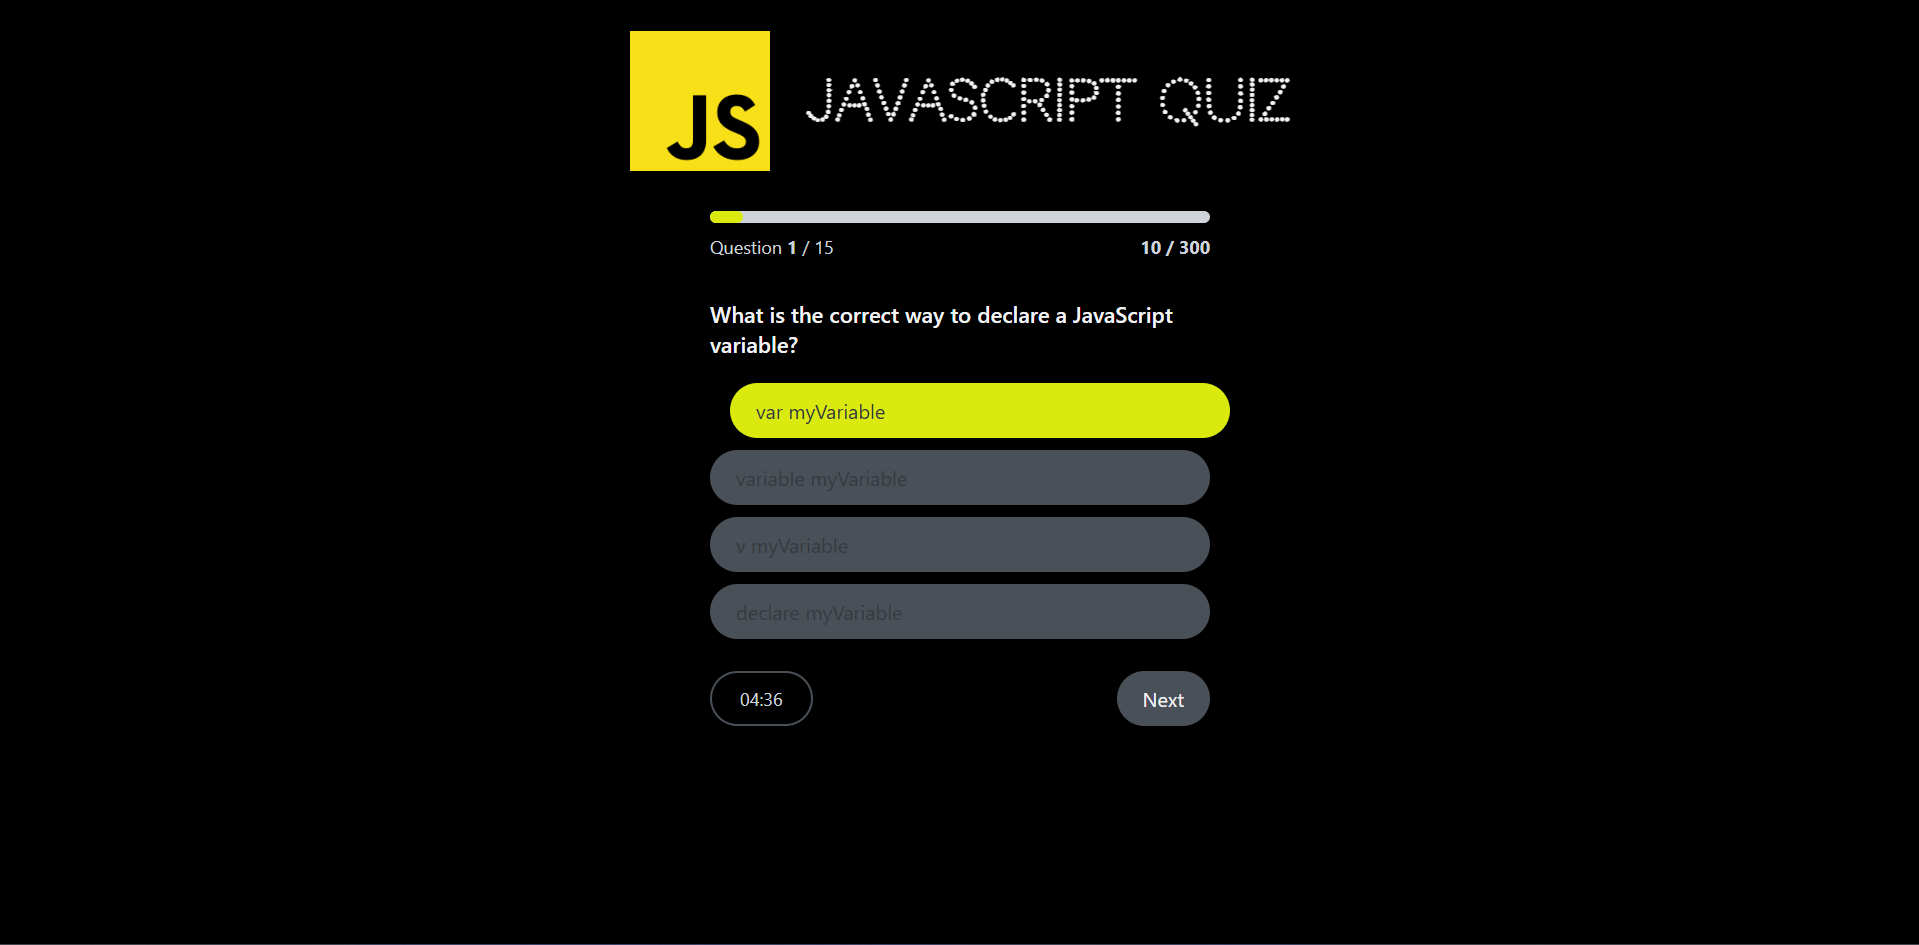 JS
JAVASCRIPT QUIZ
Question 1 / 15
10 / 300
What is the correct way to declare a JavaScript
variable?
var myVariable
variable myVariable
v myVariable
declare myVariable
04:36
Next